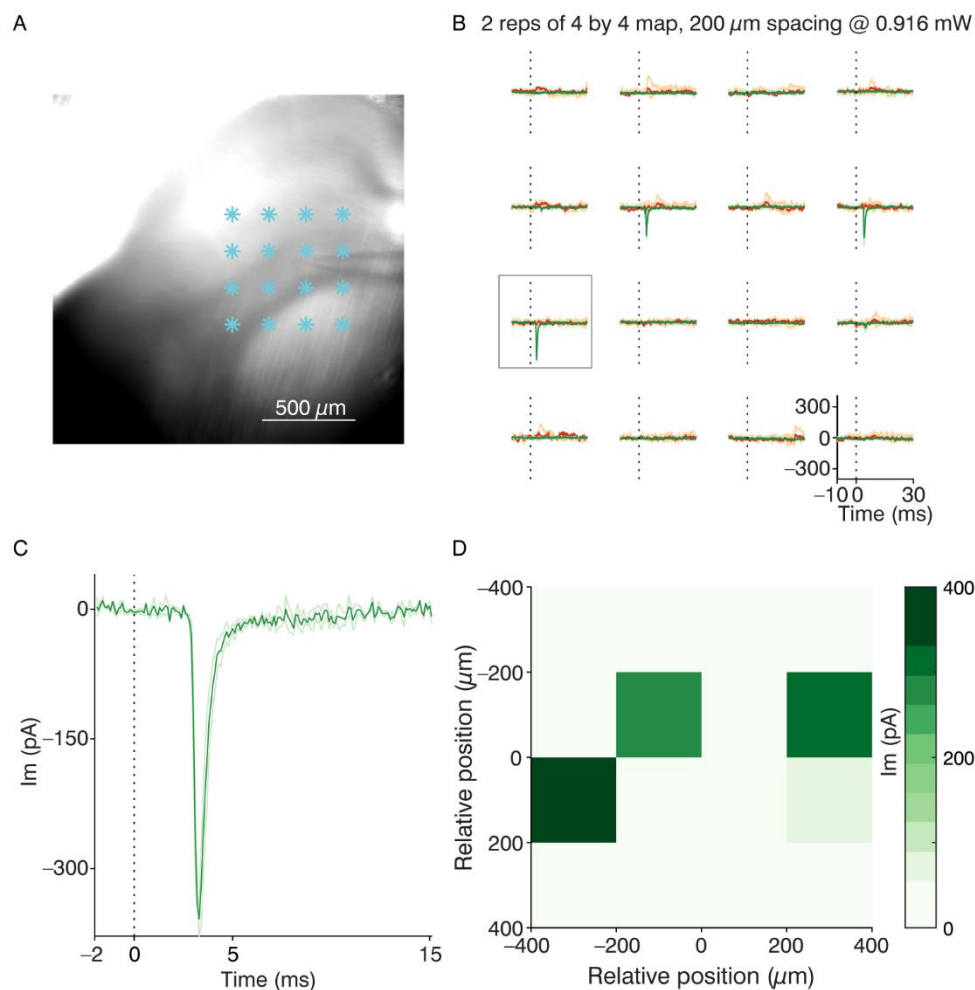 A
500 µm
B 2 reps of 4 by 4 map, 200 µm spacing @ 0.916 mW
400
0
−300
−10 0 30
Time (ms)
C
0
−150
−300
Im (pA)
−2 0 5 15
Time (ms)
D
−400
−200
0
200
400
Relative position (µm)
−400 −200 0 200 400
Relative position (µm)
400
200
0
Im (pA)